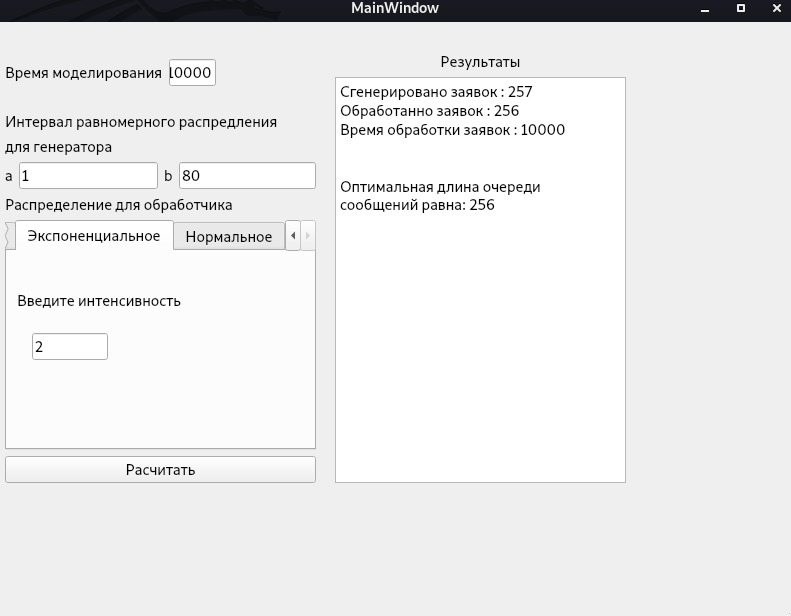 MainWindow
Время моделирования 10000
Интервал равномерного распредления
для генератора
a 1 b 80
Распределение для обработчика
Экспоненциальное Нормальное
Введите интенсивность
2
Расчитать
Результаты
Сгенерировано заявок : 257
Обработанно заявок : 256
Время обработки заявок : 10000
Оптимальная длина очереди
сообщений равна: 256